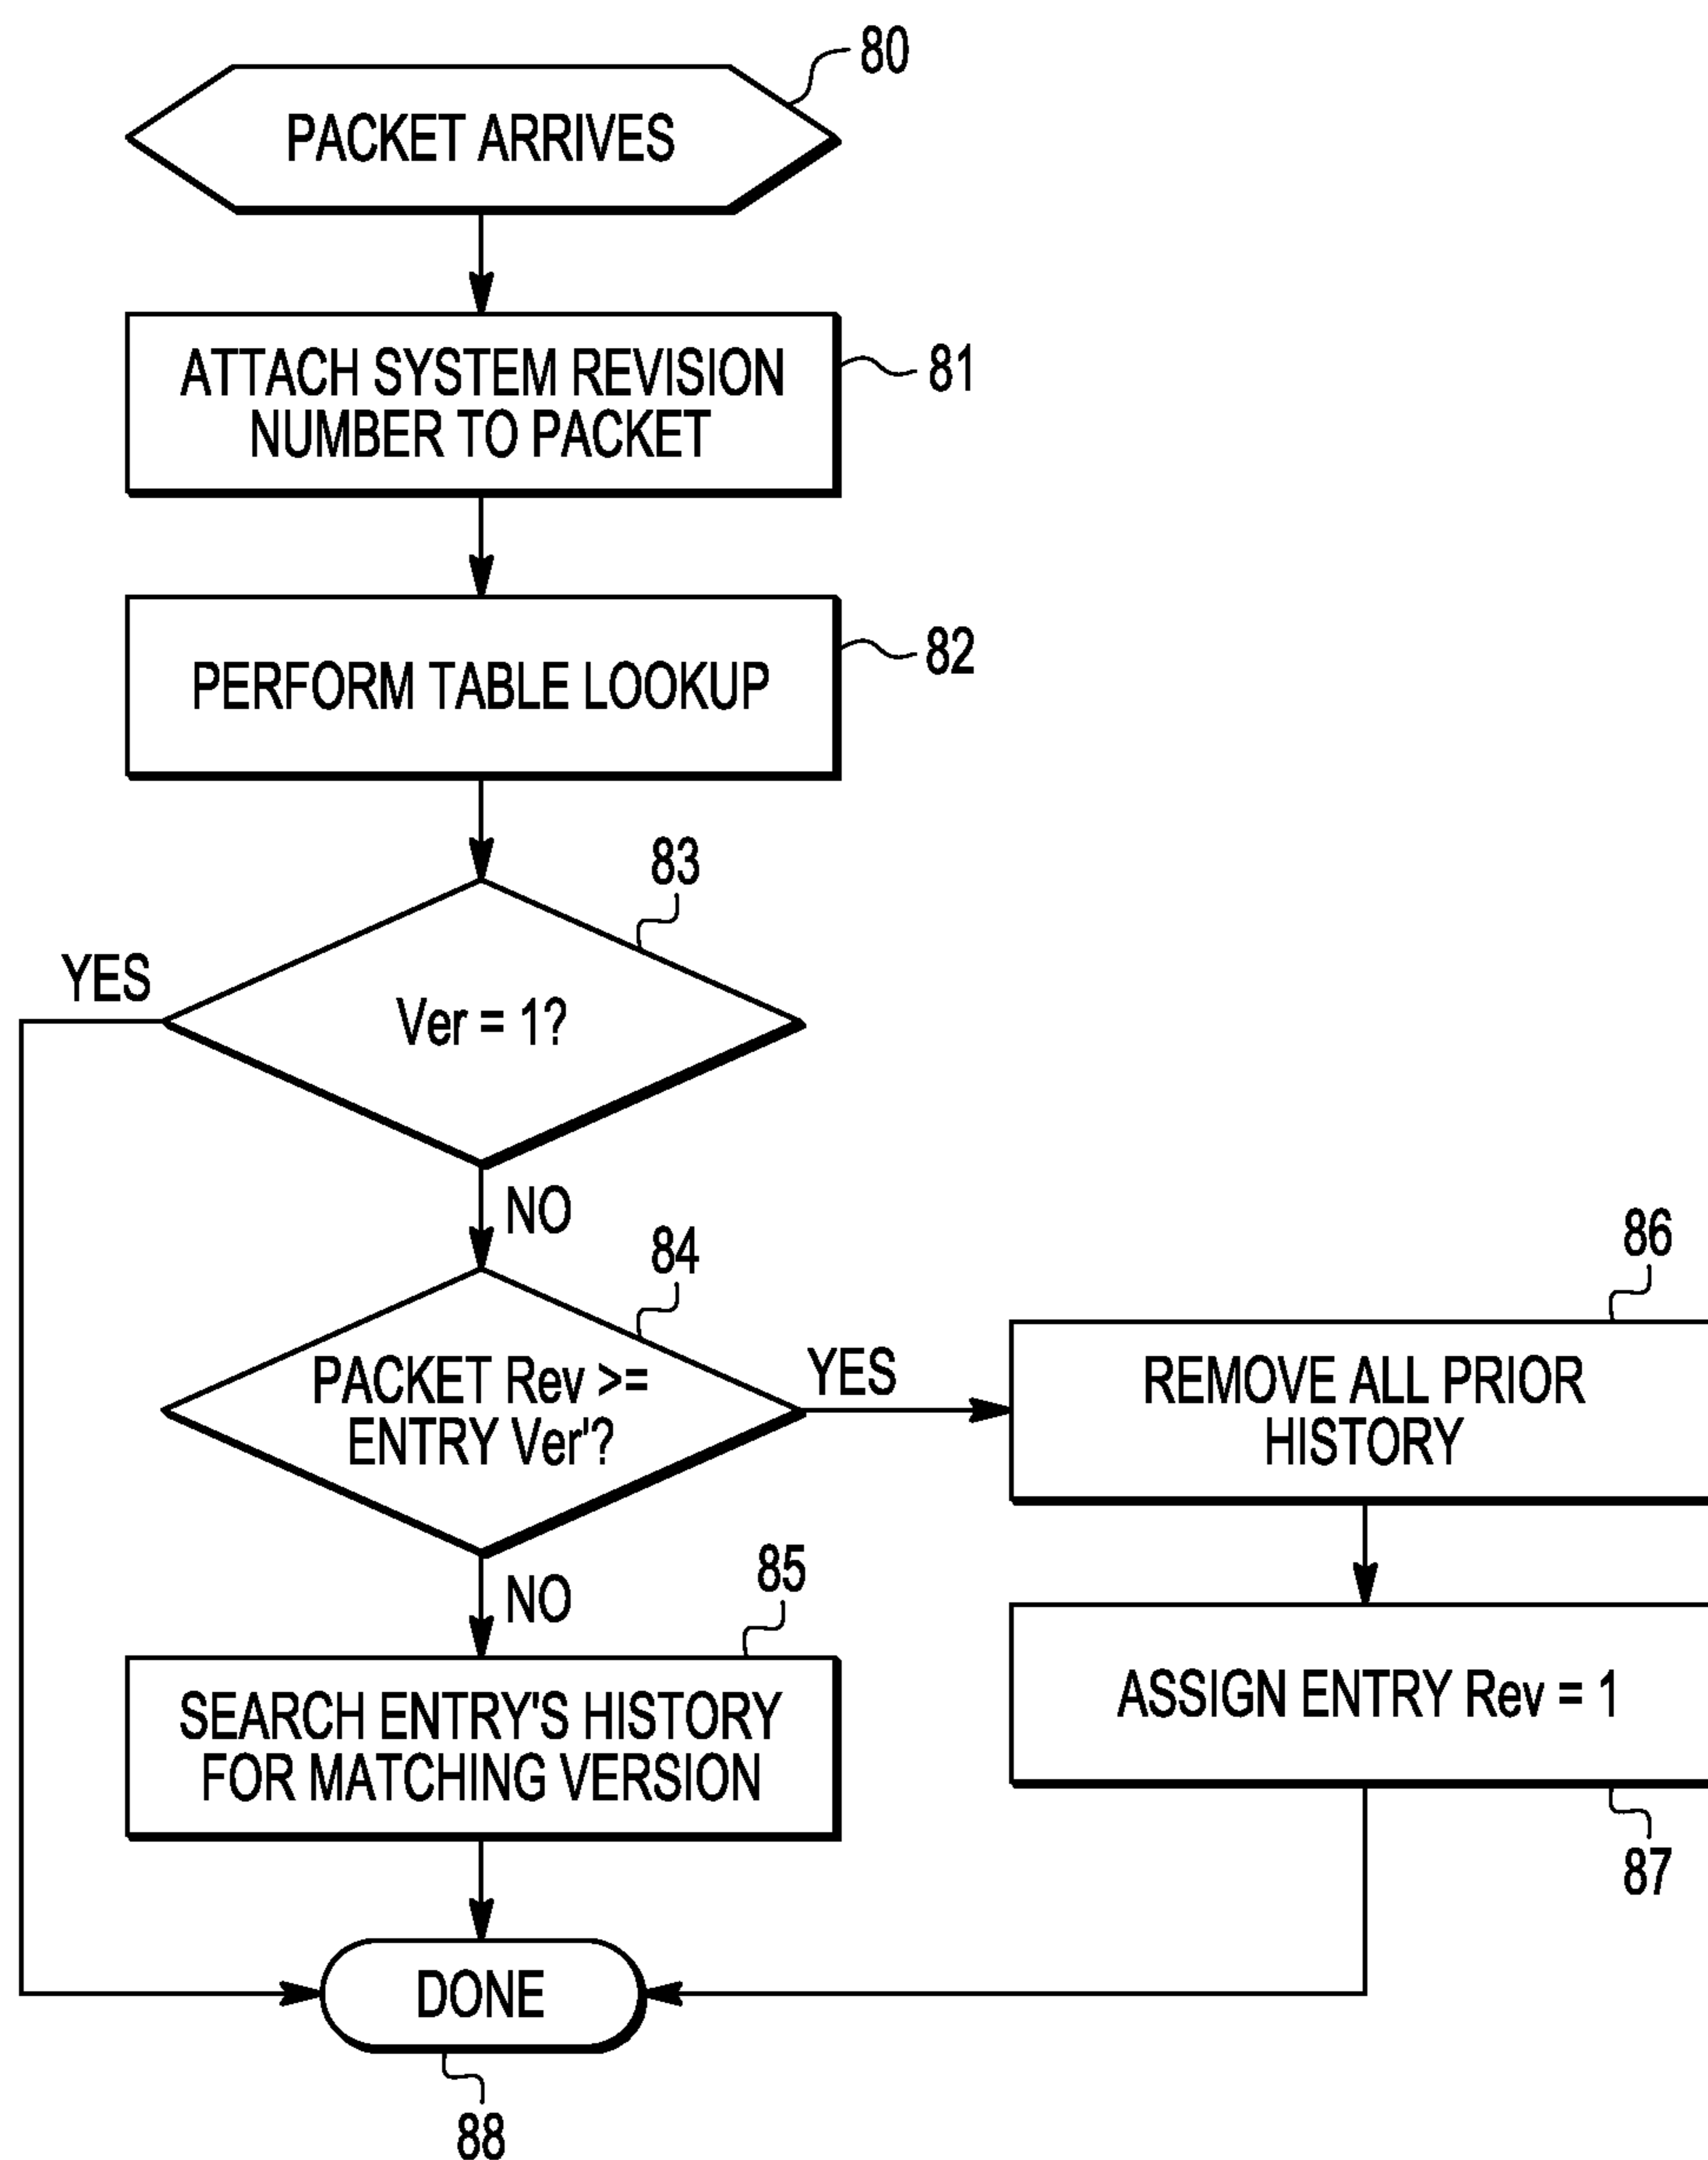 80
PACKET ARRIVES
ATTACH SYSTEM REVISION
NUMBER TO PACKET
81
PERFORM TABLE LOOKUP
82
83
YES
Ver = 1?
NO
84
PACKET Rev >=
ENTRY Ver'?
YES
86
REMOVE ALL PRIOR
HISTORY
NO
85
SEARCH ENTRY'S HISTORY
FOR MATCHING VERSION
ASSIGN ENTRY Rev = 1
87
DONE
88